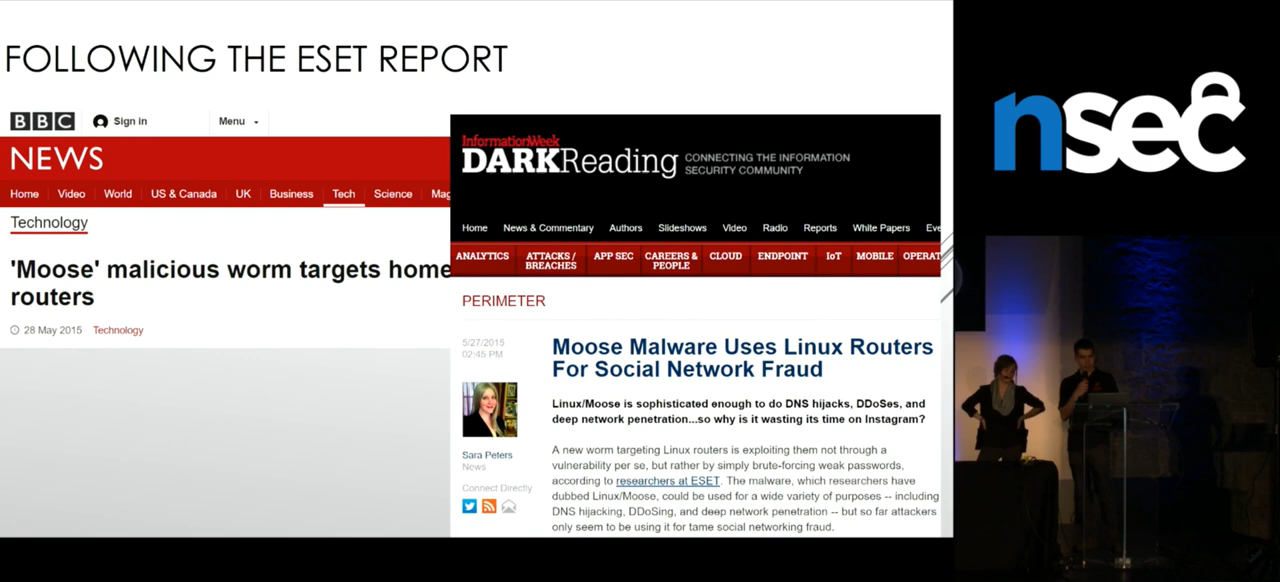 FOLLOWING THE ESET REPORT
BBC Sign in Menu
NEWS
Home Video World US & Canada UK Business Tech Science Mag
Technology
'Moose' malicious worm targets home
routers
28 May 2015 Technology
InformationWeek
DARKReading CONNECTING THE INFORMATION
SECURITY COMMUNITY
Home News & Commentary Authors Slideshows Video Radio Reports White Papers Eve
ANALYTICS ATTACKS / BREACHES APP SEC CAREERS & PEOPLE CLOUD ENDPOINT IoT MOBILE OPERAT
PERIMETER
5/27/2015
02:45 PM
Sara Peters
News
Connect Directly
Moose Malware Uses Linux Routers
For Social Network Fraud
Linux/Moose is sophisticated enough to do DNS hijacks, DDoSes, and
deep network penetration...so why is it wasting its time on Instagram?
A new worm targeting Linux routers is exploiting them not through a
vulnerability per se, but rather by simply brute-forcing weak passwords,
according to researchers at ESET. The malware, which researchers have
dubbed Linux/Moose, could be used for a wide variety of purposes -- including
DNS hijacking, DDoSing, and deep network penetration -- but so far attackers
only seem to be using it for tame social networking fraud.
nsec